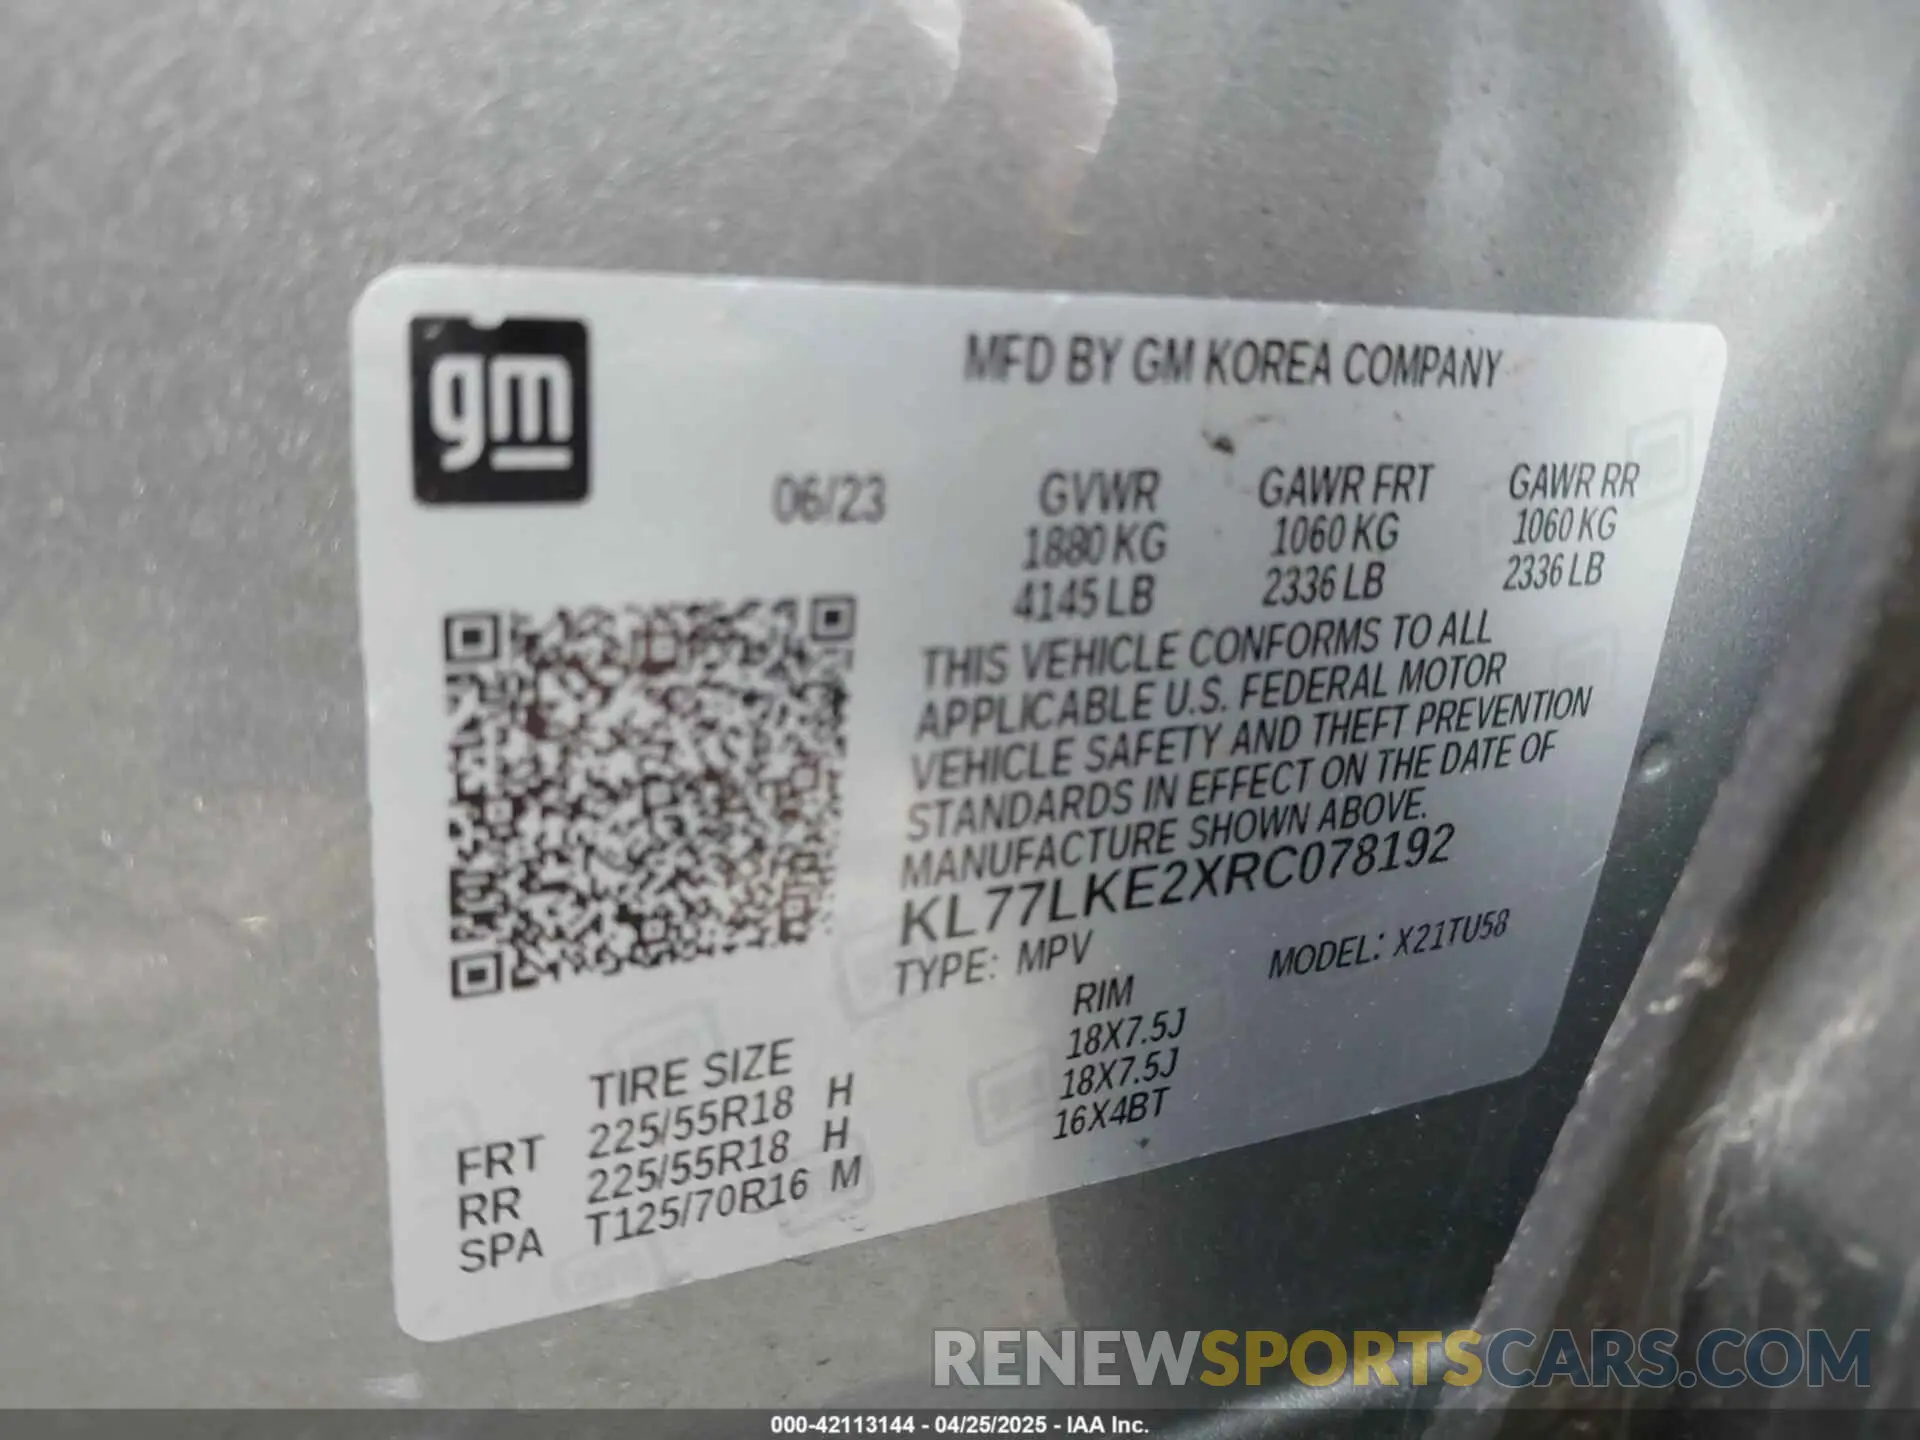 gm
MFD BY GM KOREA COMPANY
06/23
GVWR GAWR FRT GAWR RR
1880 KG 1060 KG 1060 KG
4145 LB 2336 LB 2336 LB
THIS VEHICLE CONFORMS TO ALL
APPLICABLE U.S. FEDERAL MOTOR
VEHICLE SAFETY AND THEFT PREVENTION
STANDARDS IN EFFECT ON THE DATE OF
MANUFACTURE SHOWN ABOVE.
KL77LKE2XRC078192
TYPE: MPV MODEL: X21TU58
TIRE SIZE RIM
FRT 225/55R18 H 18X7.5J
RR 225/55R18 H 18X7.5J
SPA T125/70R16 M 16X4BT
RENEWSPORTSCARS.COM
000-42113144 - 04/25/2025 - IAA Inc.